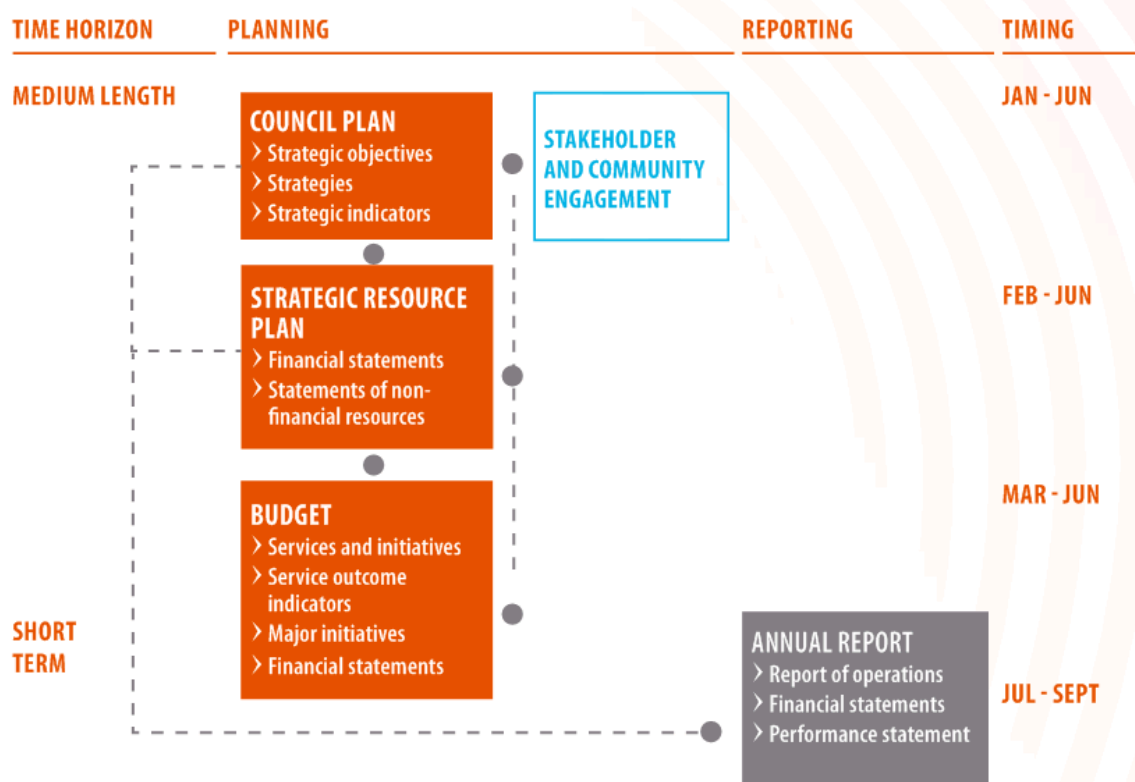 TIME HORIZON
PLANNING
REPORTING
TIMING
MEDIUM LENGTH
JAN - JUN
COUNCIL PLAN
> Strategic objectives
> Strategies
> Strategic indicators
STAKEHOLDER
AND COMMUNITY
ENGAGEMENT
FEB - JUN
STRATEGIC RESOURCE
PLAN
> Financial statements
> Statements of non-
financial resources
MAR - JUN
BUDGET
> Services and initiatives
> Service outcome
indicators
> Major initiatives
> Financial statements
SHORT
TERM
ANNUAL REPORT
> Report of operations
> Financial statements
> Performance statement
JUL - SEPT